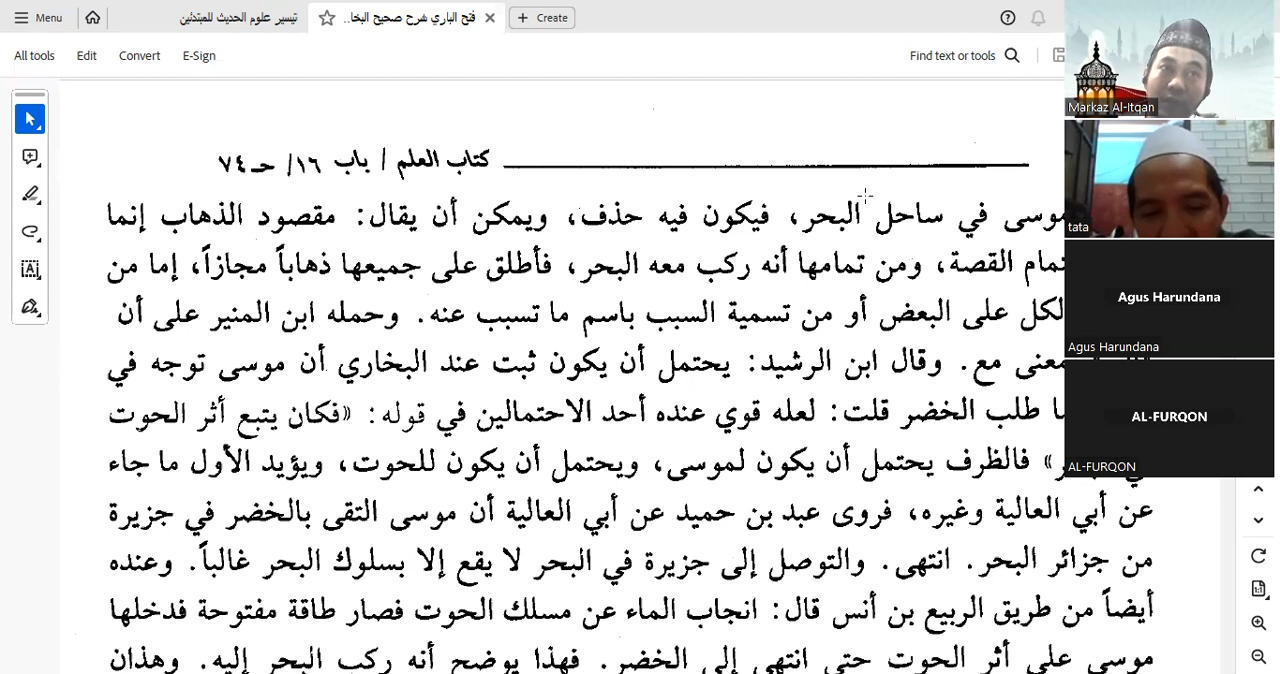 Menu
تيسير علوم الحديث للمبتدئين
فتح الباري شرح صحيح البخا..
Create
All tools
Edit
Convert
E-Sign
Find text or tools
Markaz Al-Itqan
tata
Agus Harundana
Agus Harundana
AL-FURQON
AL-FURQON
كتاب العلم / باب ١٦/ حـ ٧٤
موسى في ساحل البحر، فيكون فيه حذف، ويمكن أن يقال: مقصود الذهاب إنما
تمام القصة، ومن تمامها أنه ركب معه البحر، فأطلق على جميعها ذهاباً مجازاً، إما من
الكل على البعض أو من تسمية السبب باسم ما تسبب عنه. وحمله ابن المنير على أن
معنى مع. وقال ابن الرشيد: يحتمل أن يكون ثبت عند البخاري أن موسى توجه في
طلب الخضر قلت: لعله قوي عنده أحد الاحتمالين في قوله: «فكان يتبع أثر الحوت
» فالظرف يحتمل أن يكون لموسى، ويحتمل أن يكون للحوت، ويؤيد الأول ما جاء
عن أبي العالية وغيره، فروى عبد بن حميد عن أبي العالية أن موسى التقى بالخضر في جزيرة
من جزائر البحر. انتهى. والتوصل إلى جزيرة في البحر لا يقع إلا بسلوك البحر غالباً. وعنده
أيضاً من طريق الربيع بن أنس قال: انجاب الماء عن مسلك الحوت فصار طاقة مفتوحة فدخلها
موسى على أثر الحوت حتى انتهى إلى الخضر. فهذا يوضح أنه ركب البحر إليه. وهذان